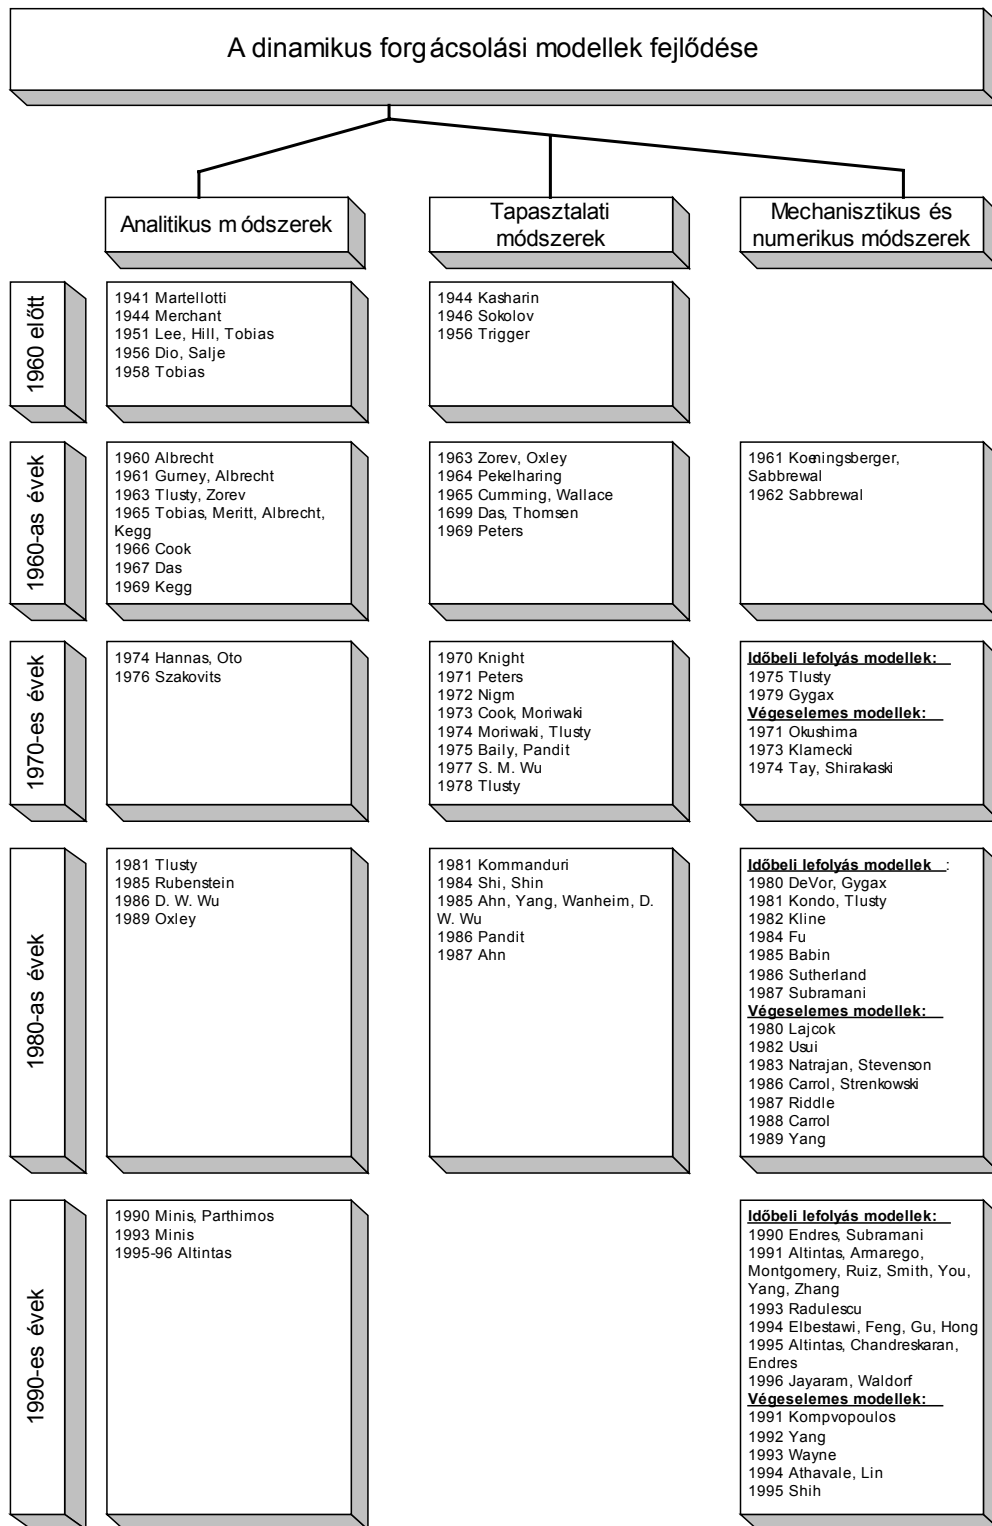 A dinamikus forgácsolási modellek fejlődése
Analitikus módszerek
Tapasztalati
módszerek
Mechanisztikus és
numerikus módszerek
1960 előtt
1941 Martellotti
1944 Merchant
1951 Lee, Hill, Tobias
1956 Dio, Salje
1958 Tobias
1944 Kasharin
1946 Sokolov
1956 Trigger
1960-as évek
1960 Albrecht
1961 Gurney, Albrecht
1963 Tlusty, Zorev
1965 Tobias, Meritt, Albrecht,
Kegg
1966 Cook
1967 Das
1969 Kegg
1963 Zorev, Oxley
1964 Pekelharing
1965 Cumming, Wallace
1699 Das, Thomsen
1969 Peters
1961 Koeningsberger,
Sabbrewal
1962 Sabbrewal
1970-es évek
1974 Hannas, Oto
1976 Szakovits
1970 Knight
1971 Peters
1972 Nigm
1973 Cook, Moriwaki
1974 Moriwaki, Tlusty
1975 Baily, Pandit
1977 S. M. Wu
1978 Tlusty
Időbeli lefolyás modellek:
1975 Tlusty
1979 Gygax
Végeselemes modellek:
1971 Okushima
1973 Klamecki
1974 Tay, Shirakaski
1980-as évek
1981 Tlusty
1985 Rubenstein
1986 D. W. Wu
1989 Oxley
1981 Kommanduri
1984 Shi, Shin
1985 Ahn, Yang, Wanheim, D.
W. Wu
1986 Pandit
1987 Ahn
Időbeli lefolyás modellek :
1980 DeVor, Gygax
1981 Kondo, Tlusty
1982 Kline
1984 Fu
1985 Babin
1986 Sutherland
1987 Subramani
Végeselemes modellek:
1980 Lajcok
1982 Usui
1983 Natrajan, Stevenson
1986 Carrol, Strenkowski
1987 Riddle
1988 Carrol
1989 Yang
1990-es évek
1990 Minis, Parthimos
1993 Minis
1995-96 Altintas
Időbeli lefolyás modellek:
1990 Endres, Subramani
1991 Altintas, Armarego,
Montgomery, Ruiz, Smith, You,
Yang, Zhang
1993 Radulescu
1994 Elbestawi, Feng, Gu, Hong
1995 Altintas, Chandreskaran,
Endres
1996 Jayaram, Waldorf
Végeselemes modellek:
1991 Kompvopoulos
1992 Yang
1993 Wayne
1994 Athavale, Lin
1995 Shih